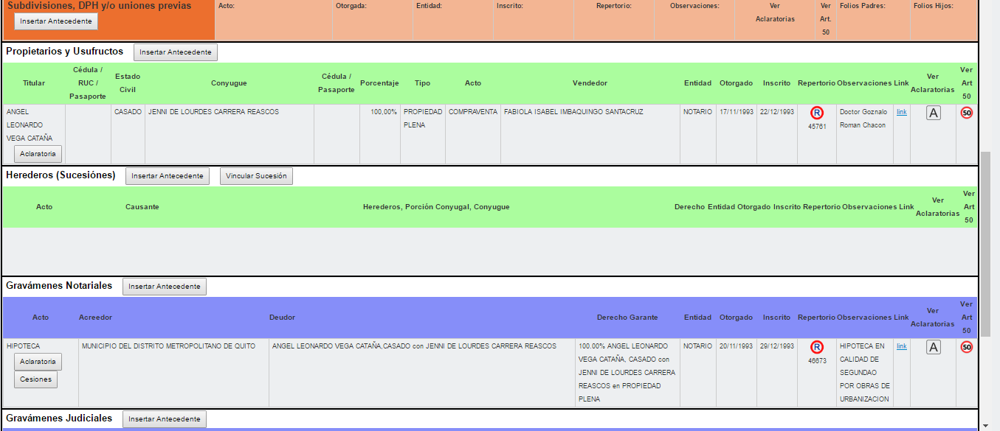 Subdivisiones, DPH y/o uniones previas
Insertar Antecedente
Acto: Otorgada: Entidad: Inscrito: Repertorio: Observaciones: Ver Aclaratorias Ver Art. 50 Folios Padres: Folios Hijos:
Propietarios y Usufructos Insertar Antecedente
Titular Cédula / RUC / Pasaporte Estado Civil Conyugue Cédula / Pasaporte Porcentaje Tipo Acto Vendedor Entidad Otorgado Inscrito Repertorio Observaciones Link Ver Aclaratorias Ver Art 50
ANGEL LEONARDO VEGA CATAÑA Aclaratoria CASADO JENNI DE LOURDES CARRERA REASCOS 100,00% PROPIEDAD PLENA COMPRAVENTA FABIOLA ISABEL IMBAQUINGO SANTACRUZ NOTARIO 17/11/1993 22/12/1993 R 45761 Doctor Goznalo Roman Chacon link A 50
Herederos (Sucesiónes) Insertar Antecedente Vincular Sucesión
Acto Causante Herederos, Porción Conyugal, Conyugue Derecho Entidad Otorgado Inscrito Repertorio Observaciones Link Ver Aclaratorias Ver Art 50
Gravámenes Notariales Insertar Antecedente
Acto Acreedor Deudor Derecho Garante Entidad Otorgado Inscrito Repertorio Observaciones Link Ver Aclaratorias Ver Art 50
HIPOTECA Aclaratoria Cesiones MUNICIPIO DEL DISTRITO METROPOLITANO DE QUITO ANGEL LEONARDO VEGA CATAÑA,CASADO con JENNI DE LOURDES CARRERA REASCOS 100.00% ANGEL LEONARDO VEGA CATAÑA, CASADO con JENNI DE LOURDES CARRERA REASCOS en PROPIEDAD PLENA NOTARIO 20/11/1993 29/12/1993 R 46673 HIPOTECA EN CALIDAD DE SEGUNDAO POR OBRAS DE URBANIZACION link A 50
Gravámenes Judiciales Insertar Antecedente